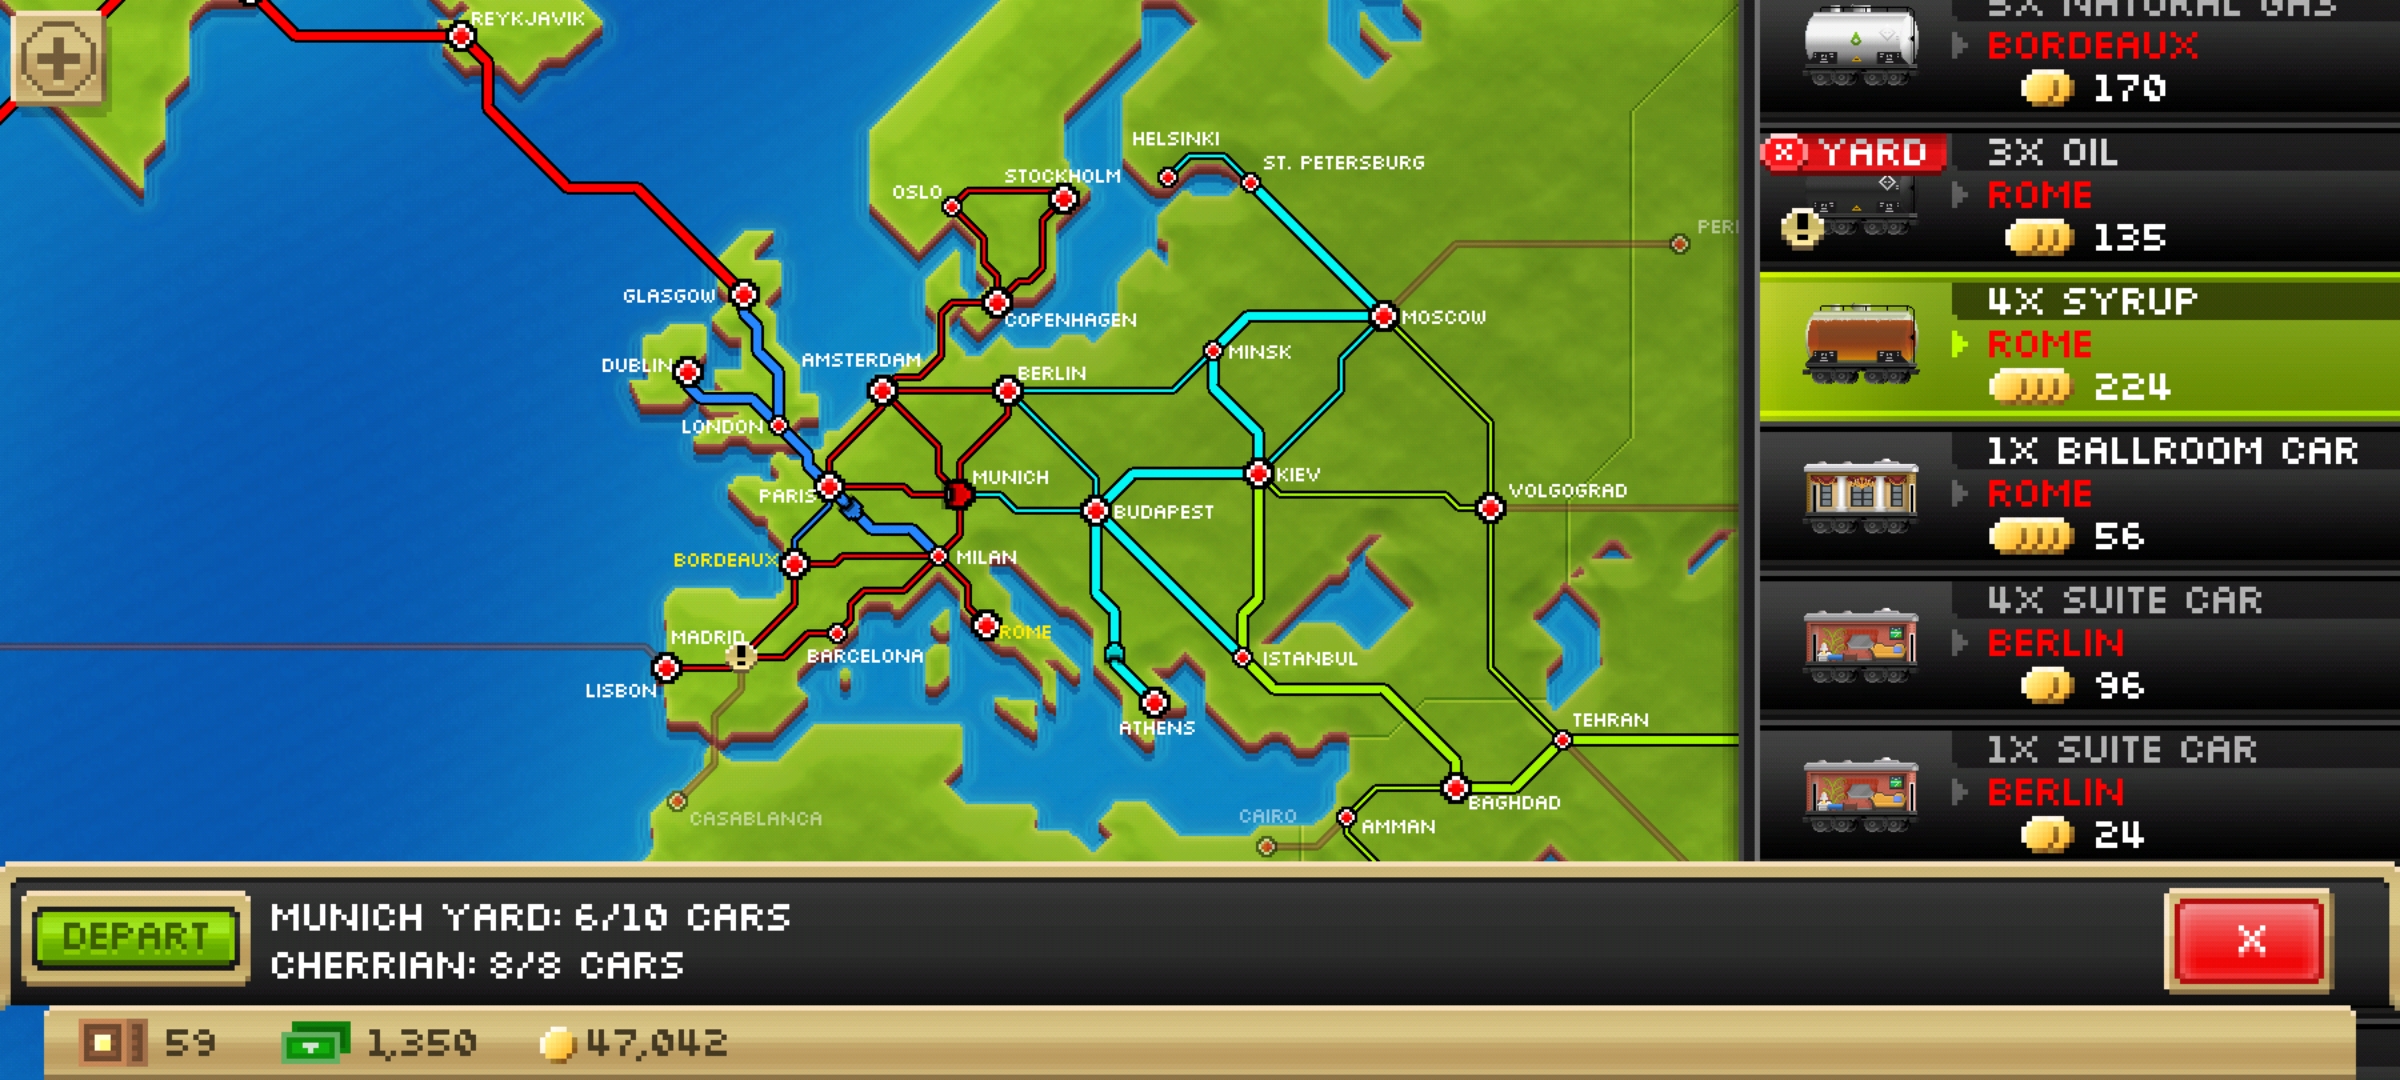 REYKJAVIK
HELSINKI
ST. PETERSBURG
OSLO
STOCKHOLM
GLASGOW
COPENHAGEN
MOSCOW
DUBLIN
AMSTERDAM
BERLIN
MINSK
LONDON
PARIS
MUNICH
BUDAPEST
KIEV
VOLGOGRAD
BORDEAUX
MILAN
MADRID
ROME
BARCELONA
ISTANBUL
LISBON
ATHENS
TEHRAN
CASABLANCA
CAIRO
AMMAN
BAGHDAD
PER
5X NATURAL GAS
BORDEAUX
170
YARD
3X OIL
ROME
135
4X SYRUP
ROME
224
1X BALLROOM CAR
ROME
56
4X SUITE CAR
BERLIN
96
1X SUITE CAR
BERLIN
24
DEPART
MUNICH YARD: 6/10 CARS
CHERRIAN: 8/8 CARS
X
59
1,350
47,042